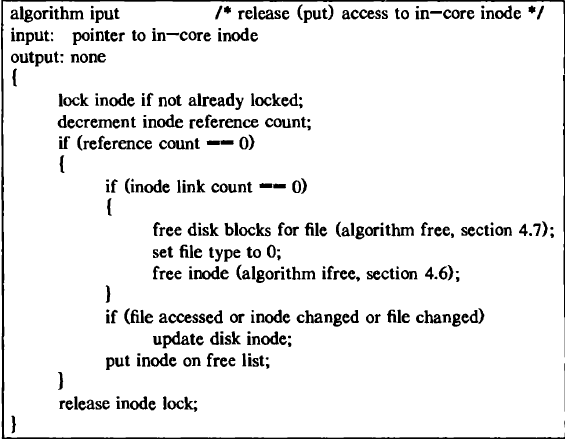 algorithm iput /* release (put) access to in-core inode */
input: pointer to in-core inode
output: none
{
lock inode if not already locked;
decrement inode reference count;
if (reference count == 0)
{
if (inode link count == 0)
{
free disk blocks for file (algorithm free, section 4.7);
set file type to 0;
free inode (algorithm ifree, section 4.6);
}
if (file accessed or inode changed or file changed)
update disk inode;
put inode on free list;
}
release inode lock;
}